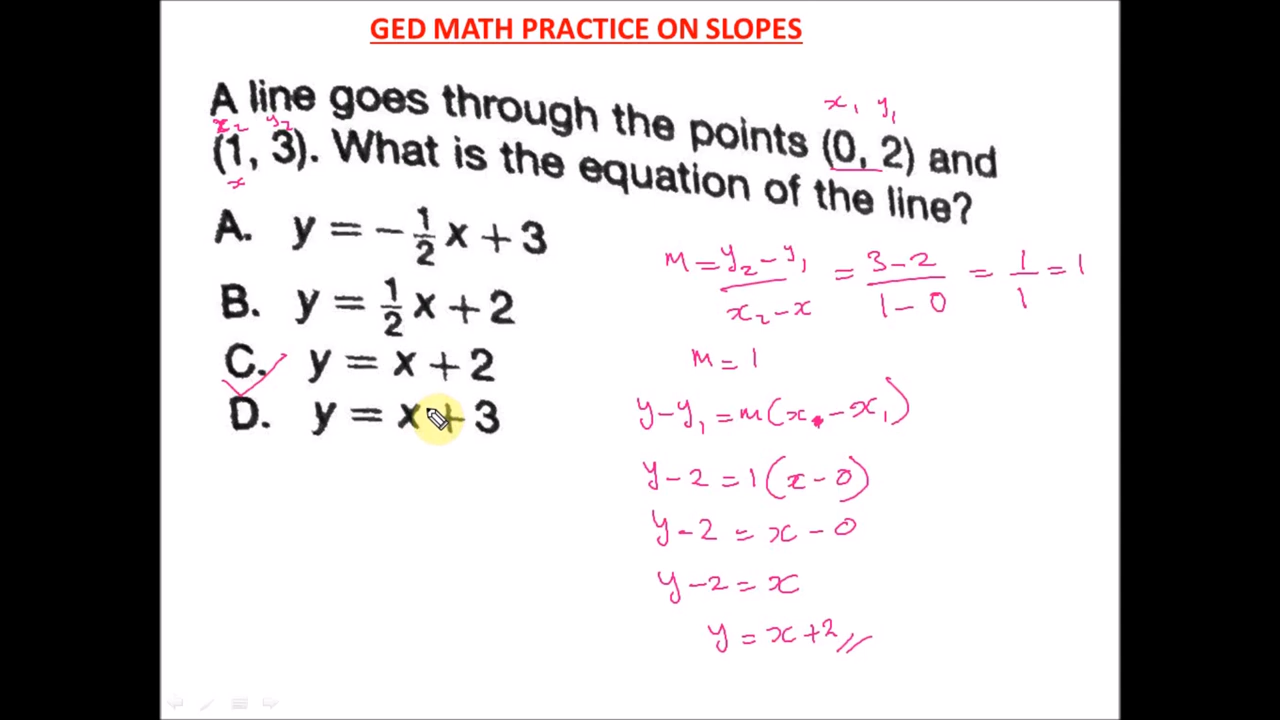 GED MATH PRACTICE ON SLOPES
x₁ y₁
A line goes through the points (0, 2) and
x₂ y₂
(1, 3). What is the equation of the line?
x
A. y = -1/2 x + 3
B. y = 1/2 x + 2
C. y = x + 2
D. y = x + 3
m = y₂ - y₁ / x₂ - x = 3 - 2 / 1 - 0 = 1/1 = 1
m = 1
y - y₁ = m(x - x₁)
y - 2 = 1(x - 0)
y - 2 = x - 0
y - 2 = x
y = x + 2 //